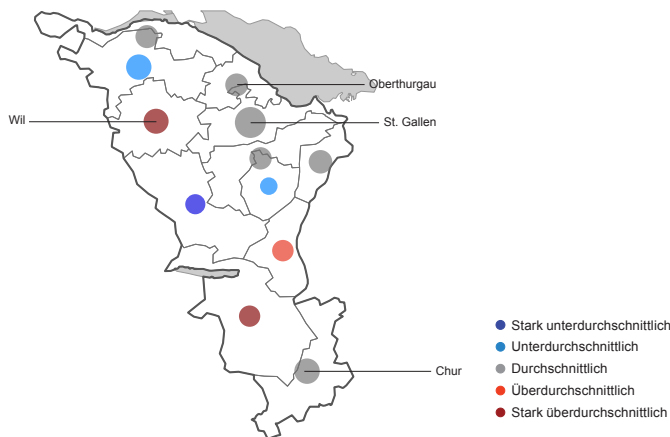 Oberthurgau
Wil
St. Gallen
Chur
Stark unterdurchschnittlich
Unterdurchschnittlich
Durchschnittlich
Überdurchschnittlich
Stark überdurchschnittlich